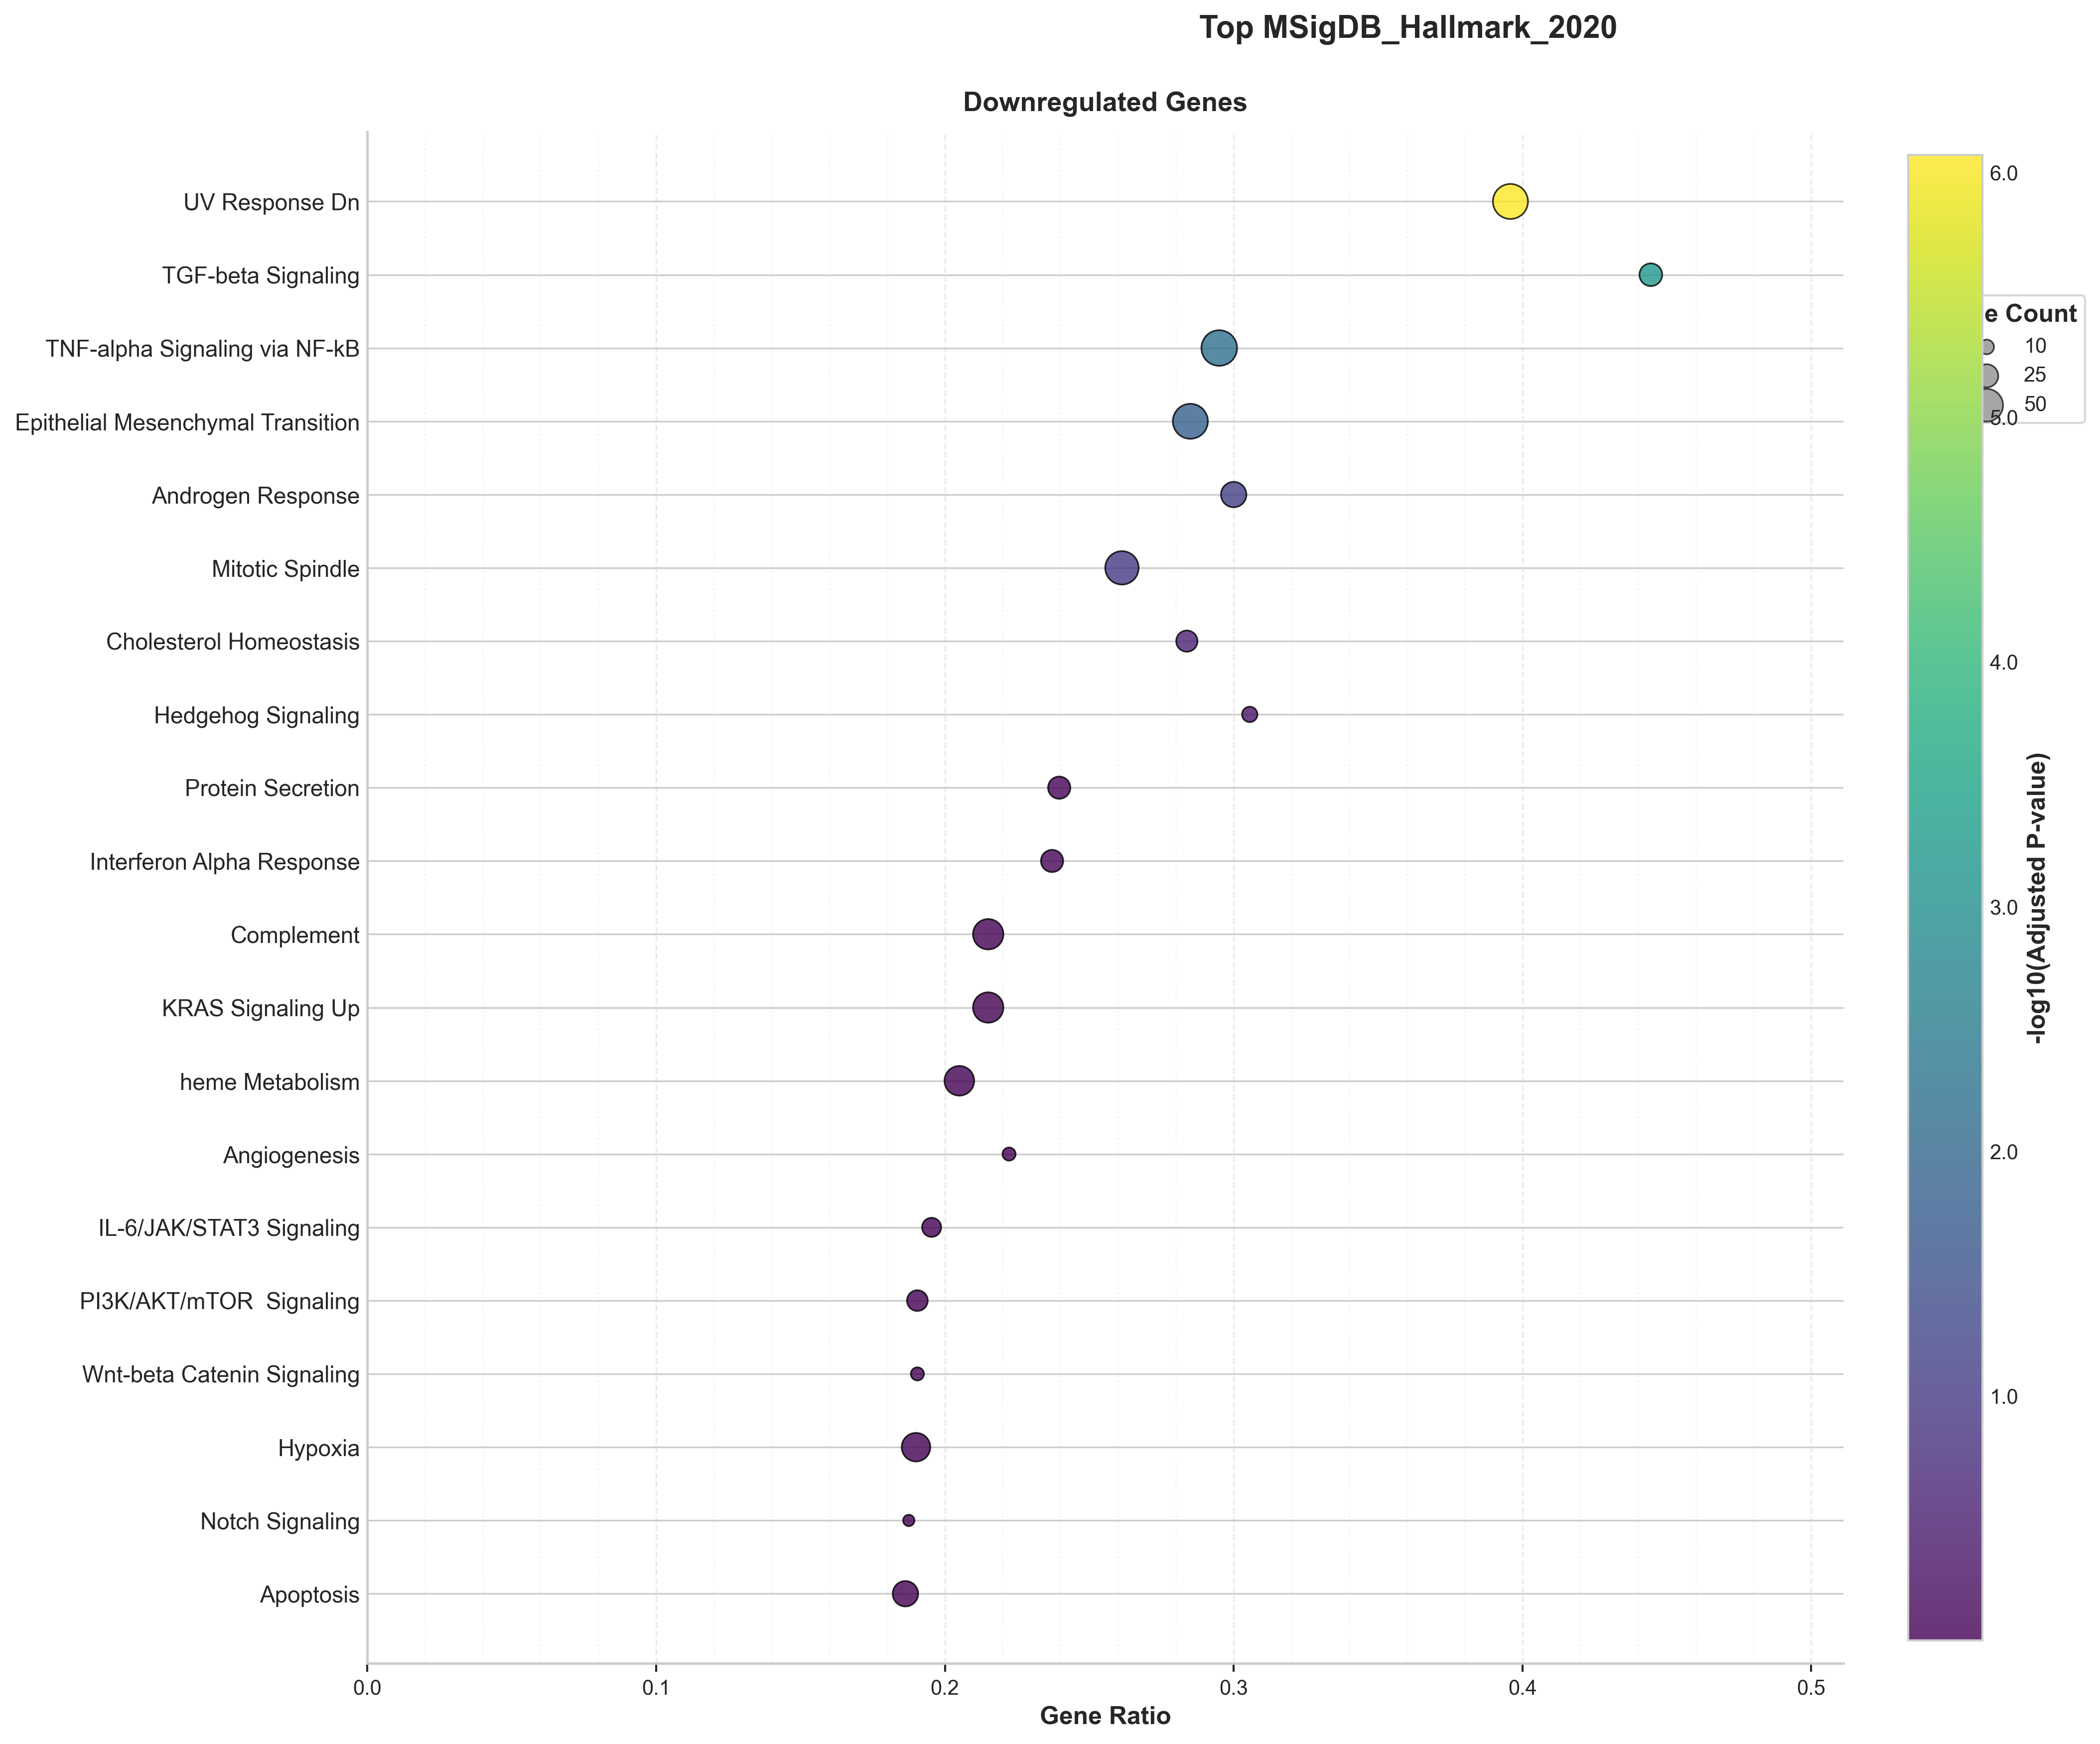 Top MSigDB_Hallmark_2020
Downregulated Genes
UV Response Dn
TGF-beta Signaling
TNF-alpha Signaling via NF-kB
Epithelial Mesenchymal Transition
Androgen Response
Mitotic Spindle
Cholesterol Homeostasis
Hedgehog Signaling
Protein Secretion
Interferon Alpha Response
Complement
KRAS Signaling Up
heme Metabolism
Angiogenesis
IL-6/JAK/STAT3 Signaling
PI3K/AKT/mTOR  Signaling
Wnt-beta Catenin Signaling
Hypoxia
Notch Signaling
Apoptosis
0.0 0.1 0.2 0.3 0.4 0.5
Gene Ratio
e Count
10
25
50
6.0
5.0
4.0
3.0
2.0
1.0
-log10(Adjusted P-value)